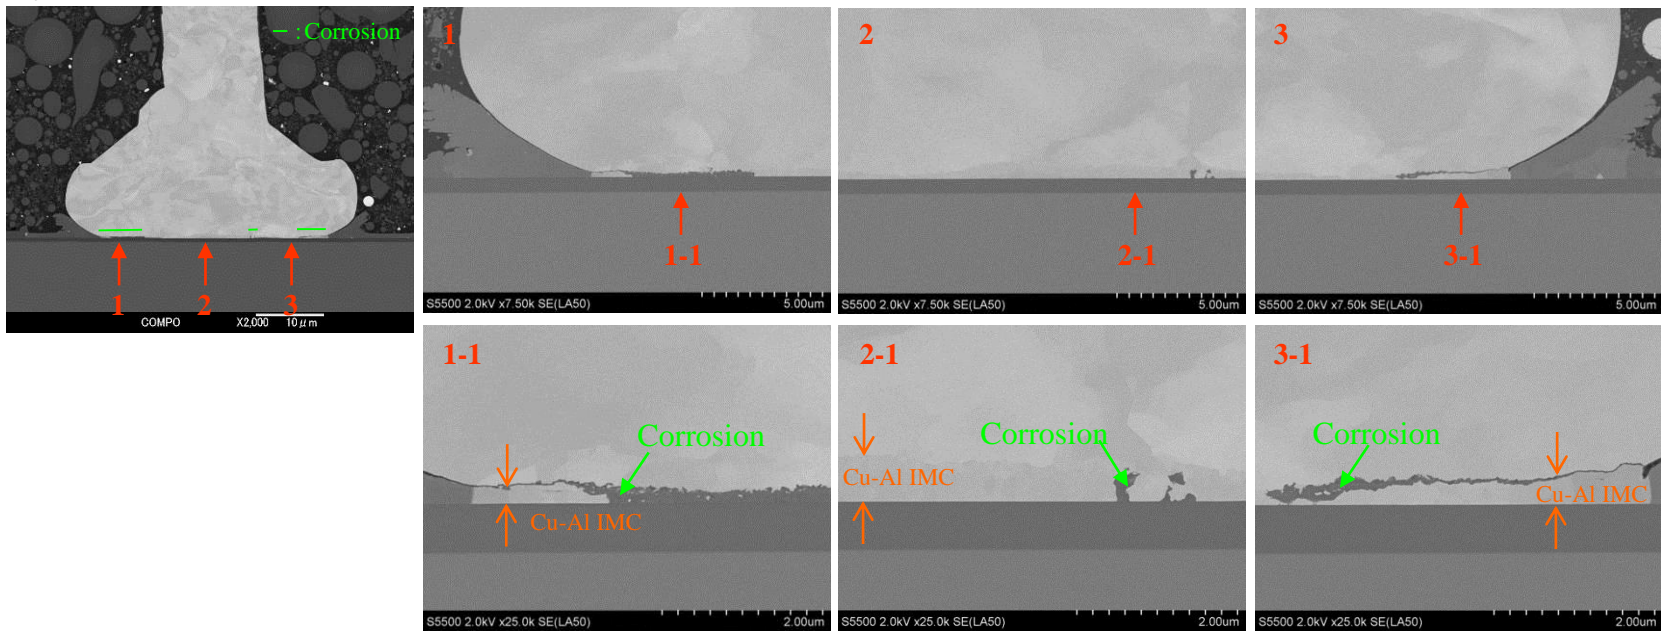 — : Corrosion
1
2
3
COMPO X2,000 10μm
1
1-1
S5500 2.0kV x7.50k SE(LA50) 5.00um
2
2-1
S5500 2.0kV x7.50k SE(LA50) 5.00um
3
3-1
S5500 2.0kV x7.50k SE(LA50) 5.00um
1-1
Corrosion
Cu-Al IMC
S5500 2.0kV x25.0k SE(LA50) 2.00um
2-1
Corrosion
Cu-Al IMC
S5500 2.0kV x25.0k SE(LA50) 2.00um
3-1
Corrosion
Cu-Al IMC
S5500 2.0kV x25.0k SE(LA50) 2.00um